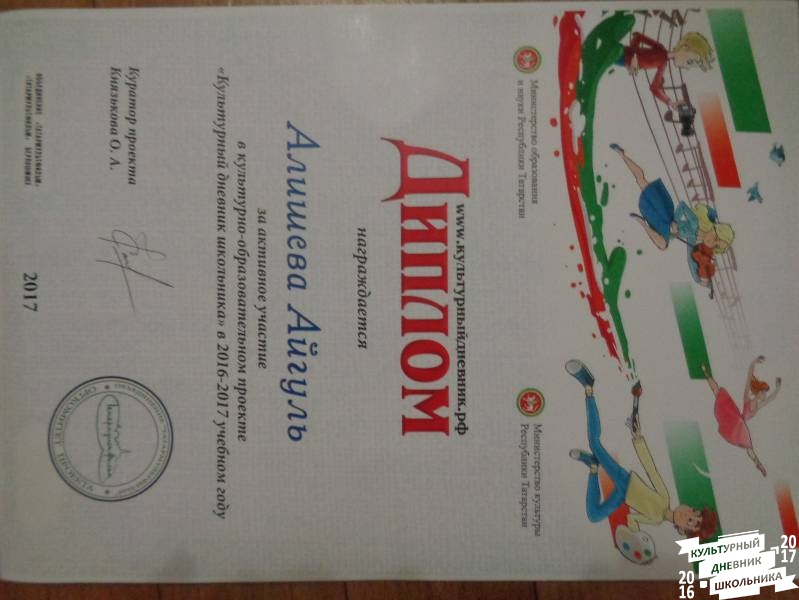 Министерство образования
и науки Республики Татарстан
Министерство культуры
Республики Татарстан
www.культурныйдневник.рф
Диплом
награждается
Алишева Айгуль
за активное участие
в культурно-образовательном проекте
«Культурный дневник школьника» в 2016-2017 учебном году
Куратор проекта
Князькова О. А.
2017
КУЛЬТУРНЫЙ
ДНЕВНИК
ШКОЛЬНИКА
2016
2017